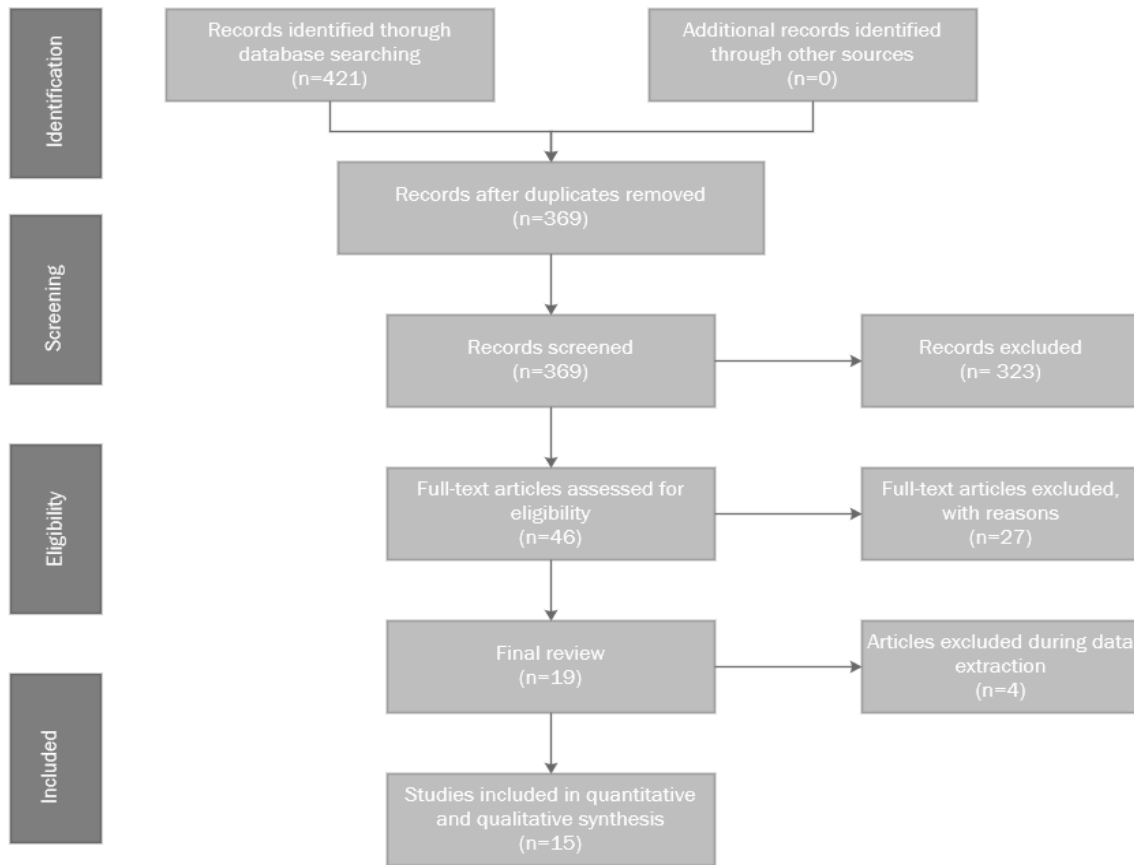 Identification
Records identified thorugh
database searching
(n=421)
Additional records identified
through other sources
(n=0)
Records after duplicates removed
(n=369)
Screening
Records screened
(n=369)
Records excluded
(n= 323)
Eligibility
Full-text articles assessed for
eligibility
(n=46)
Full-text articles excluded,
with reasons
(n=27)
Final review
(n=19)
Articles excluded during data
extraction
(n=4)
Included
Studies included in quantitative
and qualitative synthesis
(n=15)